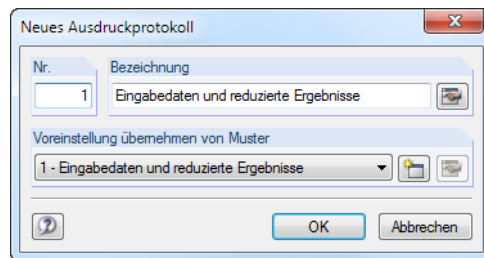 Neues Ausdruckprotokoll
Nr.
Bezeichnung
1
Eingabedaten und reduzierte Ergebnisse
Voreinstellung übernehmen von Muster
1 - Eingabedaten und reduzierte Ergebnisse
OK
Abbrechen